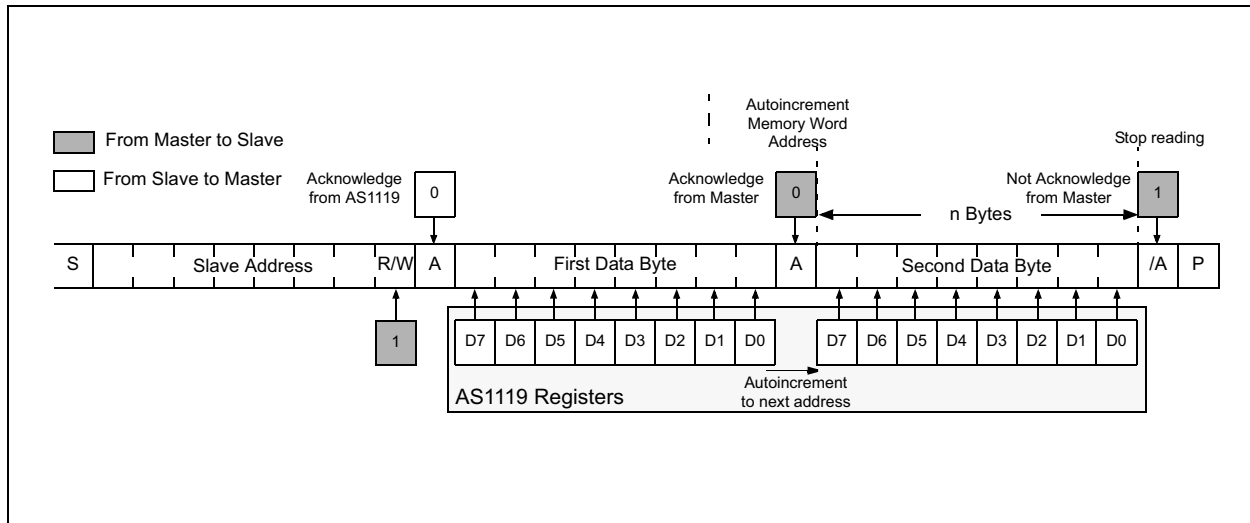 Autoincrement
Memory Word
Address
Stop reading
From Master to Slave
From Slave to Master
Acknowledge
from AS1119
0
Acknowledge
from Master
0
Not Acknowledge
from Master
1
n Bytes
S Slave Address R/W A First Data Byte A Second Data Byte /A P
1
D7 D6 D5 D4 D3 D2 D1 D0 D7 D6 D5 D4 D3 D2 D1 D0
AS1119 Registers
Autoincrement
to next address